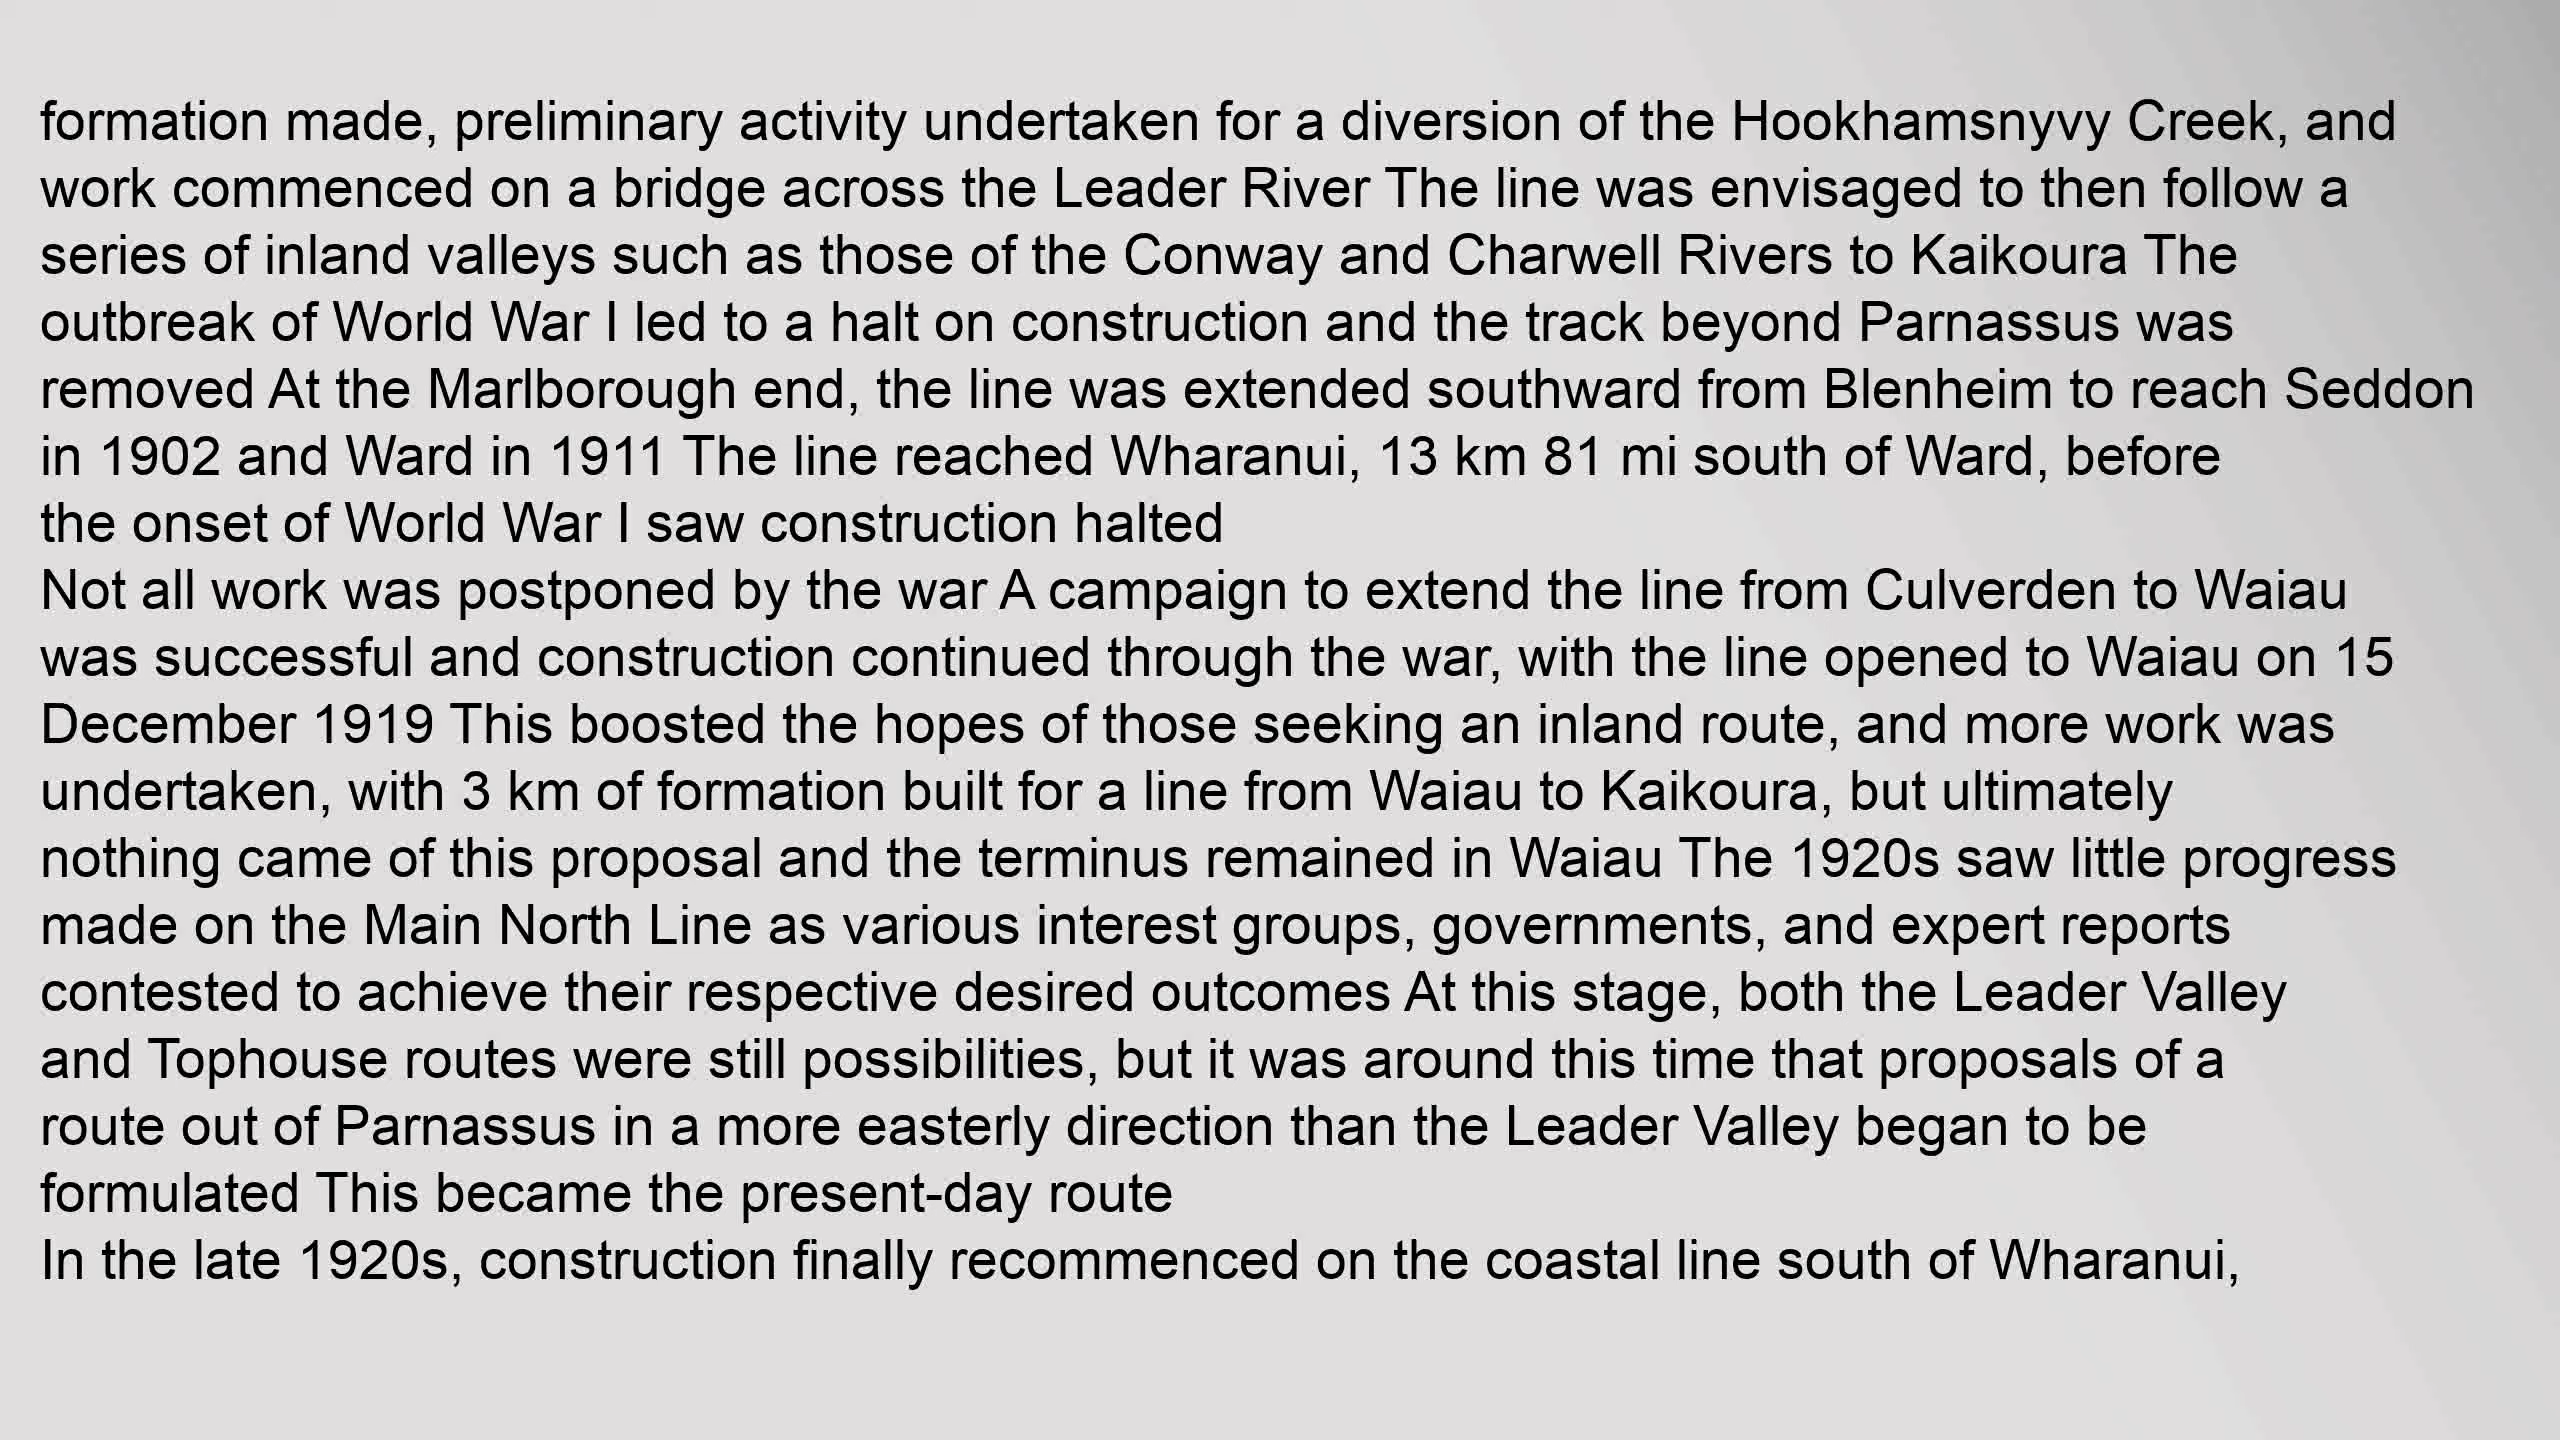 formation made, preliminary activity undertaken for a diversion of the Hookhamsnyvy Creek, and
work commenced on a bridge across the Leader River The line was envisaged to then follow a
series of inland valleys such as those of the Conway and Charwell Rivers to Kaikoura The
outbreak of World War I led to a halt on construction and the track beyond Parnassus was
removed At the Marlborough end, the line was extended southward from Blenheim to reach Seddon
in 1902 and Ward in 1911 The line reached Wharanui, 13 km 81 mi south of Ward, before
the onset of World War I saw construction halted
Not all work was postponed by the war A campaign to extend the line from Culverden to Waiau
was successful and construction continued through the war, with the line opened to Waiau on 15
December 1919 This boosted the hopes of those seeking an inland route, and more work was
undertaken, with 3 km of formation built for a line from Waiau to Kaikoura, but ultimately
nothing came of this proposal and the terminus remained in Waiau The 1920s saw little progress
made on the Main North Line as various interest groups, governments, and expert reports
contested to achieve their respective desired outcomes At this stage, both the Leader Valley
and Tophouse routes were still possibilities, but it was around this time that proposals of a
route out of Parnassus in a more easterly direction than the Leader Valley began to be
formulated This became the present-day route
In the late 1920s, construction finally recommenced on the coastal line south of Wharanui,